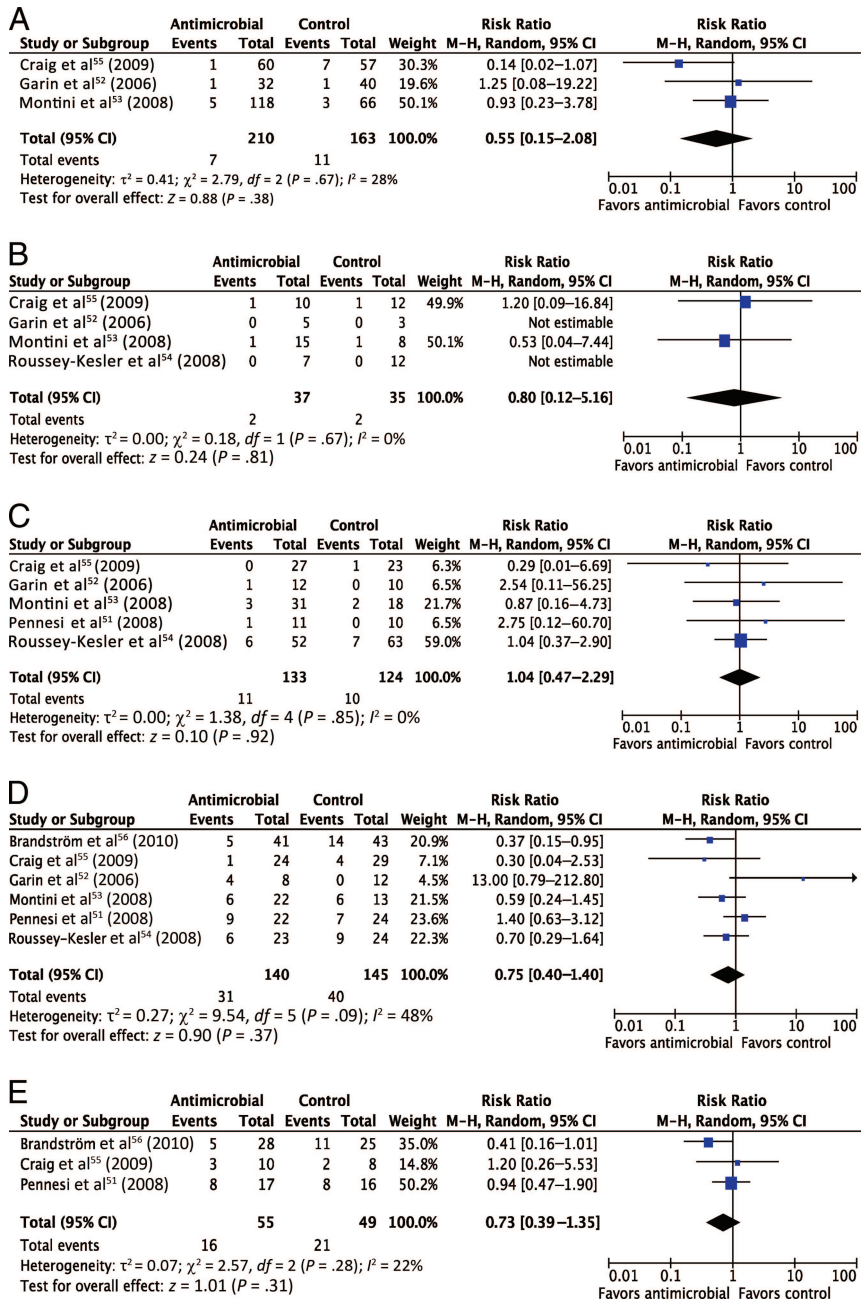 A
Antimicrobial Control Risk Ratio Risk Ratio
Study or Subgroup Events Total Events Total Weight M–H, Random, 95% CI M–H, Random, 95% CI
Craig et al55 (2009) 1 60 7 57 30.3% 0.14 [0.02–1.07]
Garin et al52 (2006) 1 32 1 40 19.6% 1.25 [0.08–19.22]
Montini et al53 (2008) 5 118 3 66 50.1% 0.93 [0.23–3.78]
Total (95% CI) 210 163 100.0% 0.55 [0.15–2.08]
Total events 7 11
Heterogeneity: τ² = 0.41; χ² = 2.79, df = 2 (P = .67); I² = 28%
Test for overall effect: Z = 0.88 (P = .38)
0.01 0.1 1 10 100
Favors antimicrobial Favors control
B
Antimicrobial Control Risk Ratio Risk Ratio
Study or Subgroup Events Total Events Total Weight M–H, Random, 95% CI M–H, Random, 95% CI
Craig et al55 (2009) 1 10 1 12 49.9% 1.20 [0.09–16.84]
Garin et al52 (2006) 0 5 0 3 Not estimable
Montini et al53 (2008) 1 15 1 8 50.1% 0.53 [0.04–7.44]
Roussey-Kesler et al54 (2008) 0 7 0 12 Not estimable
Total (95% CI) 37 35 100.0% 0.80 [0.12–5.16]
Total events 2 2
Heterogeneity: τ² = 0.00; χ² = 0.18, df = 1 (P = .67); I² = 0%
Test for overall effect: z = 0.24 (P = .81)
0.01 0.1 1 10 100
Favors antimicrobial Favors control
C
Antimicrobial Control Risk Ratio Risk Ratio
Study or Subgroup Events Total Events Total Weight M–H, Random, 95% CI M–H, Random, 95% CI
Craig et al55 (2009) 0 27 1 23 6.3% 0.29 [0.01–6.69]
Garin et al52 (2006) 1 12 0 10 6.5% 2.54 [0.11–56.25]
Montini et al53 (2008) 3 31 2 18 21.7% 0.87 [0.16–4.73]
Pennesi et al51 (2008) 1 11 0 10 6.5% 2.75 [0.12–60.70]
Roussey-Kesler et al54 (2008) 6 52 7 63 59.0% 1.04 [0.37–2.90]
Total (95% CI) 133 124 100.0% 1.04 [0.47–2.29]
Total events 11 10
Heterogeneity: τ² = 0.00; χ² = 1.38, df = 4 (P = .85); I² = 0%
Test for overall effect: z = 0.10 (P = .92)
0.01 0.1 1 10 100
Favors antimicrobial Favors control
D
Antimicrobial Control Risk Ratio Risk Ratio
Study or Subgroup Events Total Events Total Weight M–H, Random, 95% CI M–H, Random, 95% CI
Brandström et al56 (2010) 5 41 14 43 20.9% 0.37 [0.15–0.95]
Craig et al55 (2009) 1 24 4 29 7.1% 0.30 [0.04–2.53]
Garin et al52 (2006) 4 8 0 12 4.5% 13.00 [0.79–212.80]
Montini et al53 (2008) 6 22 6 13 21.5% 0.59 [0.24–1.45]
Pennesi et al51 (2008) 9 22 7 24 23.6% 1.40 [0.63–3.12]
Roussey-Kesler et al54 (2008) 6 23 9 24 22.3% 0.70 [0.29–1.64]
Total (95% CI) 140 145 100.0% 0.75 [0.40–1.40]
Total events 31 40
Heterogeneity: τ² = 0.27; χ² = 9.54, df = 5 (P = .09); I² = 48%
Test for overall effect: z = 0.90 (P = .37)
0.01 0.1 1 10 100
Favors antimicrobial Favors control
E
Antimicrobial Control Risk Ratio Risk Ratio
Study or Subgroup Events Total Events Total Weight M–H, Random, 95% CI M–H, Random, 95% CI
Brandström et al56 (2010) 5 28 11 25 35.0% 0.41 [0.16–1.01]
Craig et al55 (2009) 3 10 2 8 14.8% 1.20 [0.26–5.53]
Pennesi et al51 (2008) 8 17 8 16 50.2% 0.94 [0.47–1.90]
Total (95% CI) 55 49 100.0% 0.73 [0.39–1.35]
Total events 16 21
Heterogeneity: τ² = 0.07; χ² = 2.57, df = 2 (P = .28); I² = 22%
Test for overall effect: z = 1.01 (P = .31)
0.01 0.1 1 10 100
Favors antimicrobial Favors control